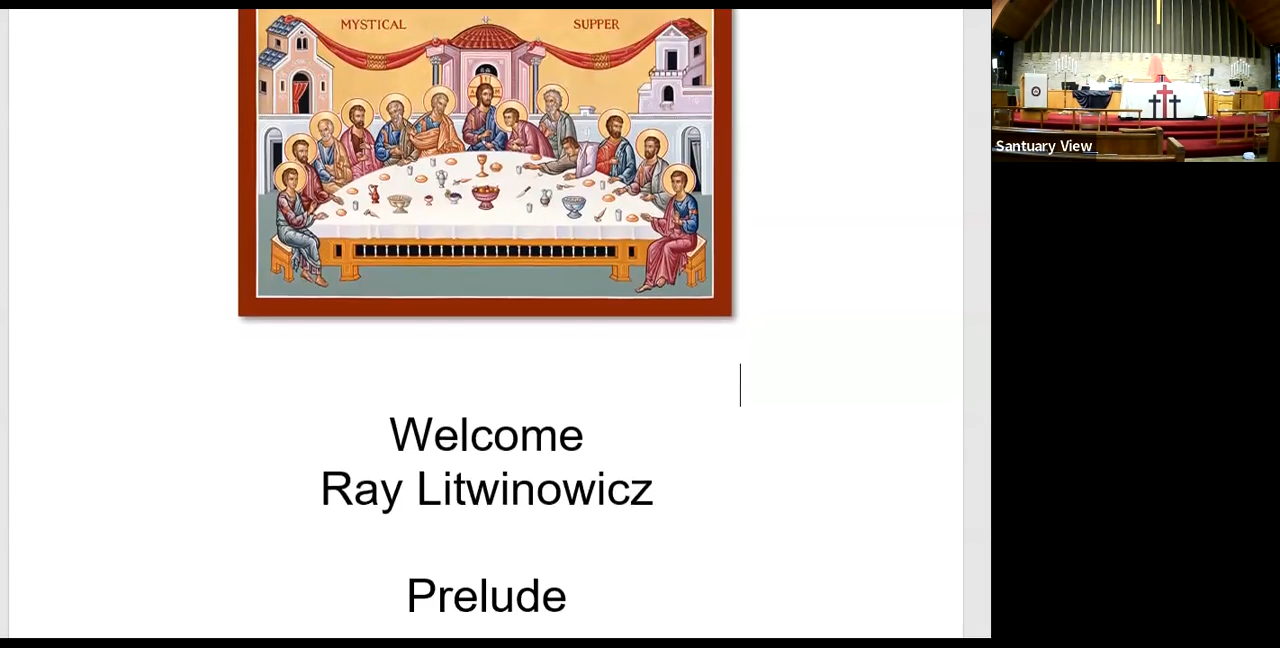 MYSTICAL SUPPER
Santuary View
Welcome
Ray Litwinowicz
Prelude